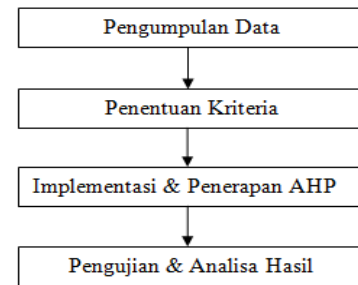 Pengumpulan Data
Penentuan Kriteria
Implementasi & Penerapan AHP
Pengujian & Analisa Hasil